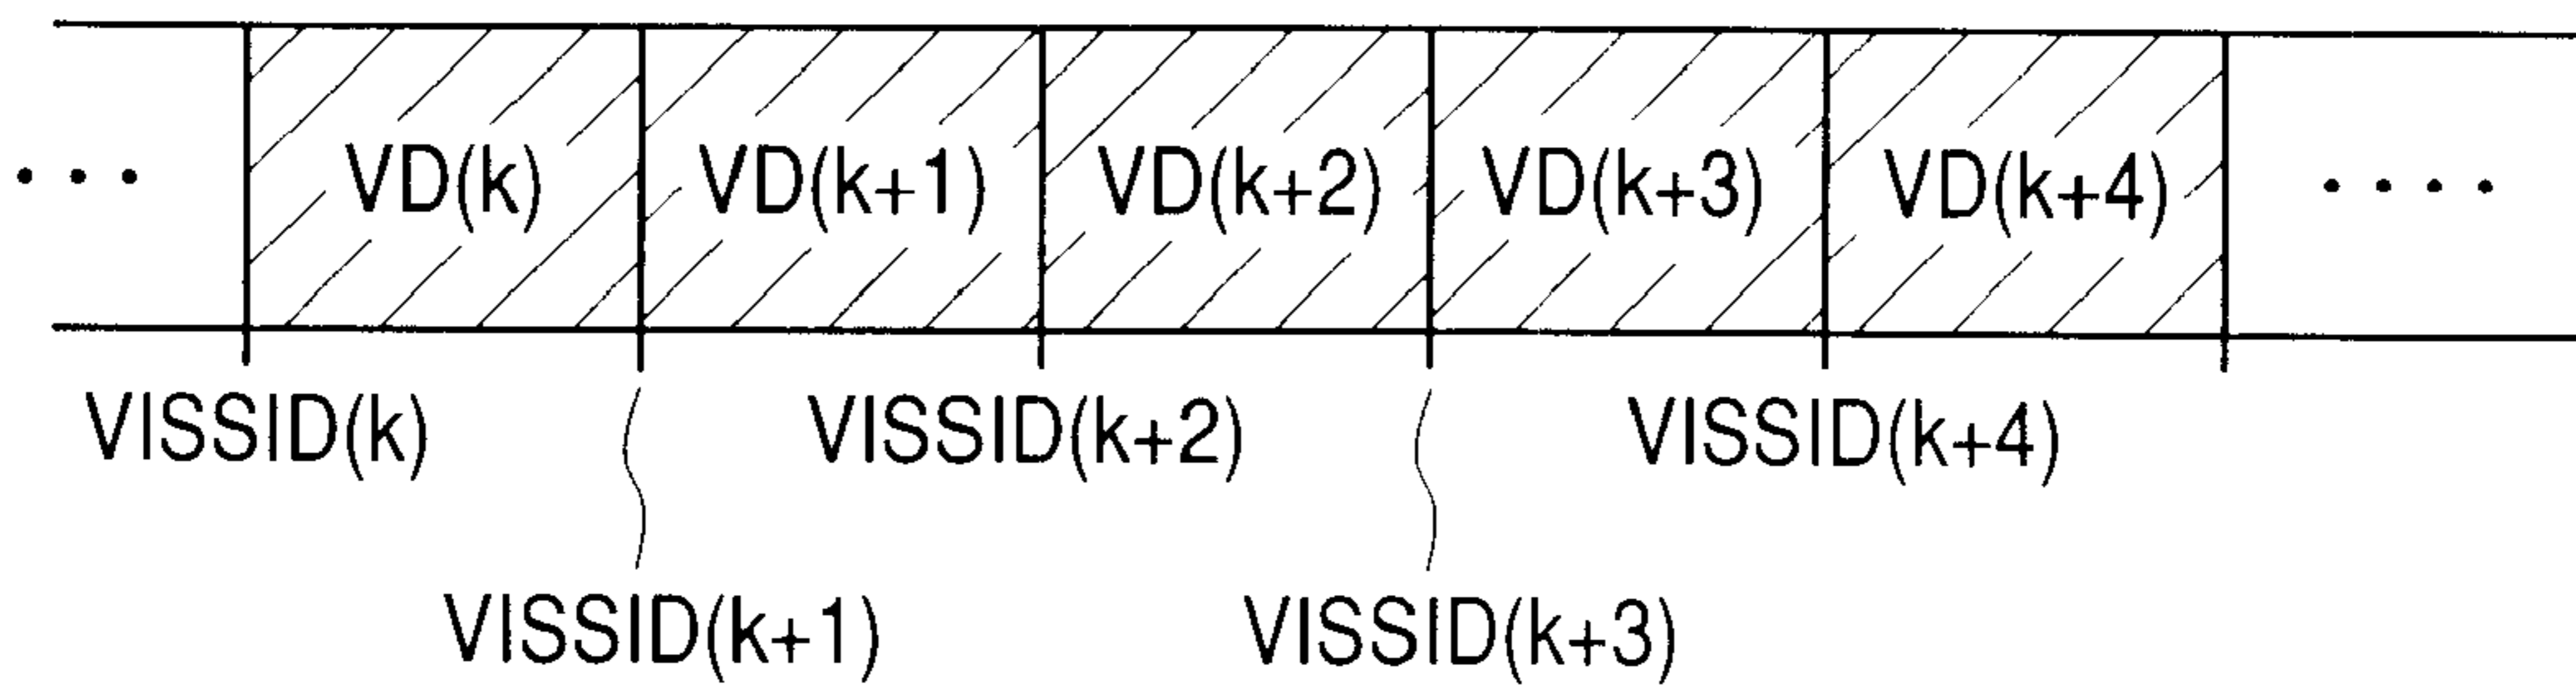 ... VD(k) VD(k+1) VD(k+2) VD(k+3) VD(k+4) ....
VISSID(k) VISSID(k+2) VISSID(k+4)
VISSID(k+1) VISSID(k+3)